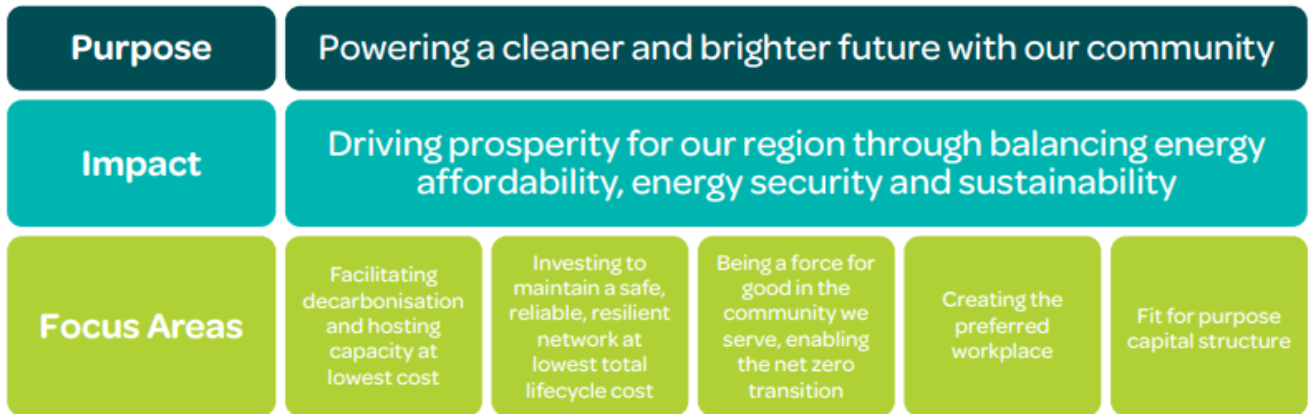 Purpose
Powering a cleaner and brighter future with our community
Impact
Driving prosperity for our region through balancing energy
affordability, energy security and sustainability
Focus Areas
Facilitating
decarbonisation
and hosting
capacity at
lowest cost
Investing to
maintain a safe,
reliable, resilient
network at
lowest total
lifecycle cost
Being a force for
good in the
community we
serve, enabling
the net zero
transition
Creating the
preferred
workplace
Fit for purpose
capital structure